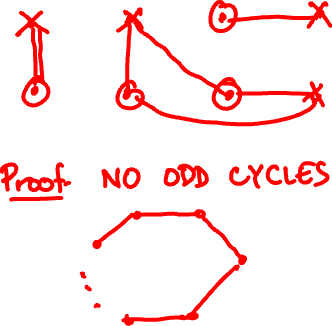 Proof- NO ODD CYCLES